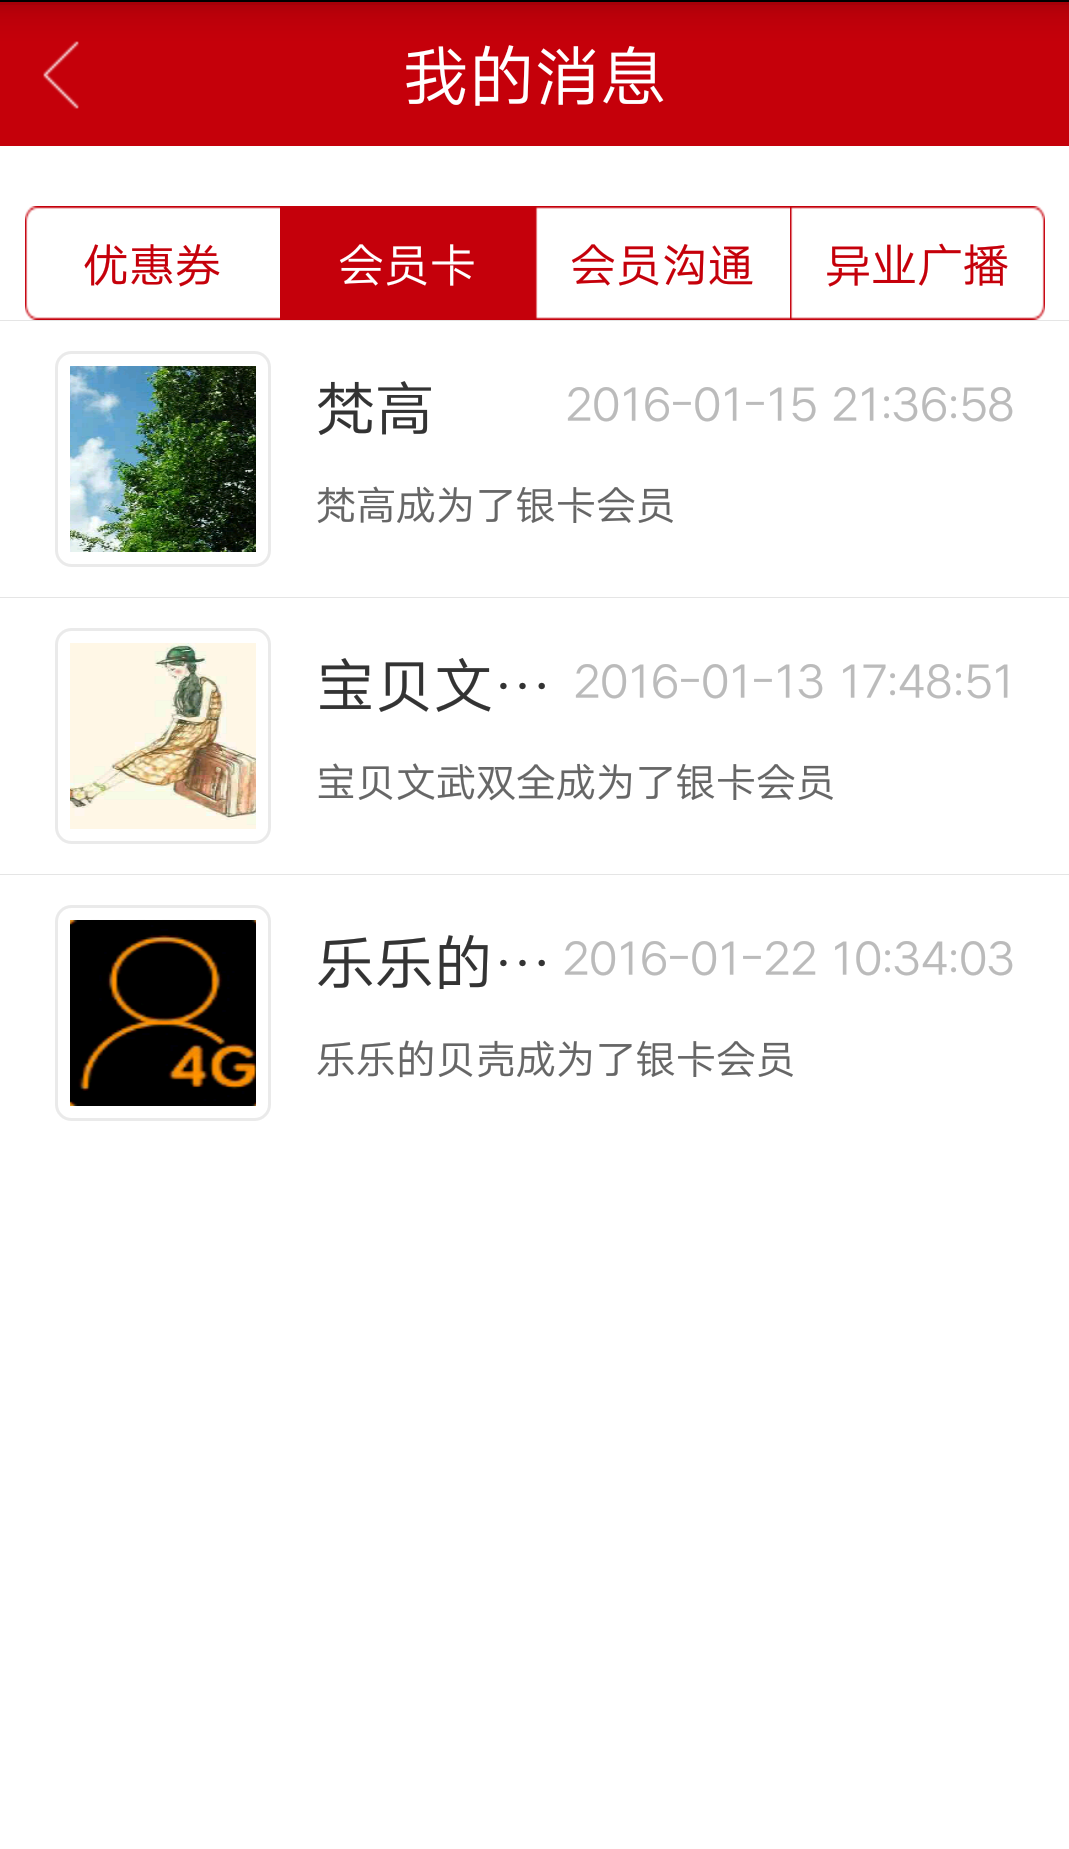 我的消息
优惠券 会员卡 会员沟通 异业广播
梵高 2016-01-15 21:36:58
梵高成为了银卡会员
宝贝文… 2016-01-13 17:48:51
宝贝文武双全成为了银卡会员
乐乐的… 2016-01-22 10:34:03
4G
乐乐的贝壳成为了银卡会员